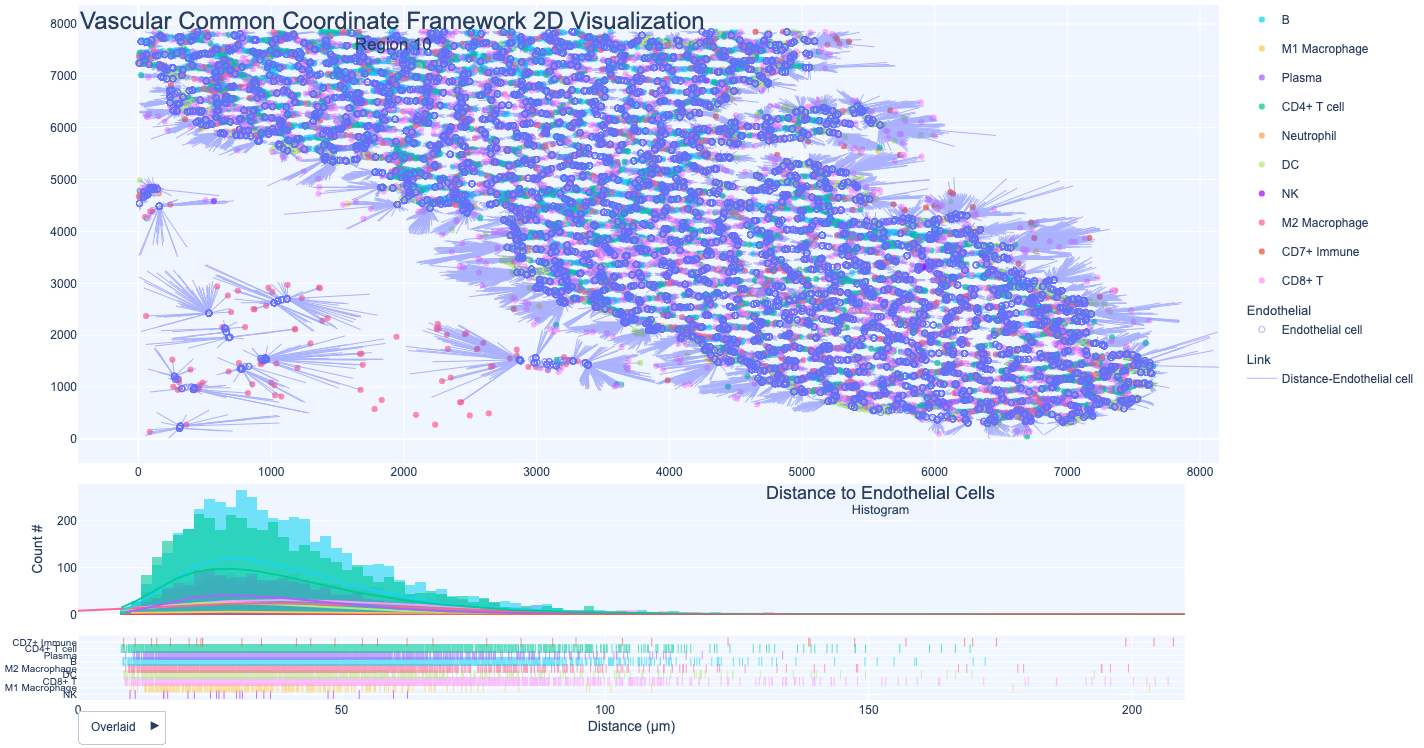 Vascular Common Coordinate Framework 2D Visualization
Region 10
8000
7000
6000
5000
4000
3000
2000
1000
0
0 1000 2000 3000 4000 5000 6000 7000 8000
B
M1 Macrophage
Plasma
CD4+ T cell
Neutrophil
DC
NK
M2 Macrophage
CD7+ Immune
CD8+ T
Endothelial
Endothelial cell
Link
Distance-Endothelial cell
Distance to Endothelial Cells
Histogram
Count #
200
100
0
CD7+ Immune
CD4+ T cell
Plasma
B
M2 Macrophage
DC
CD8+ T
M1 Macrophage
NK
0 50 100 150 200
Distance (μm)
Overlaid ▶